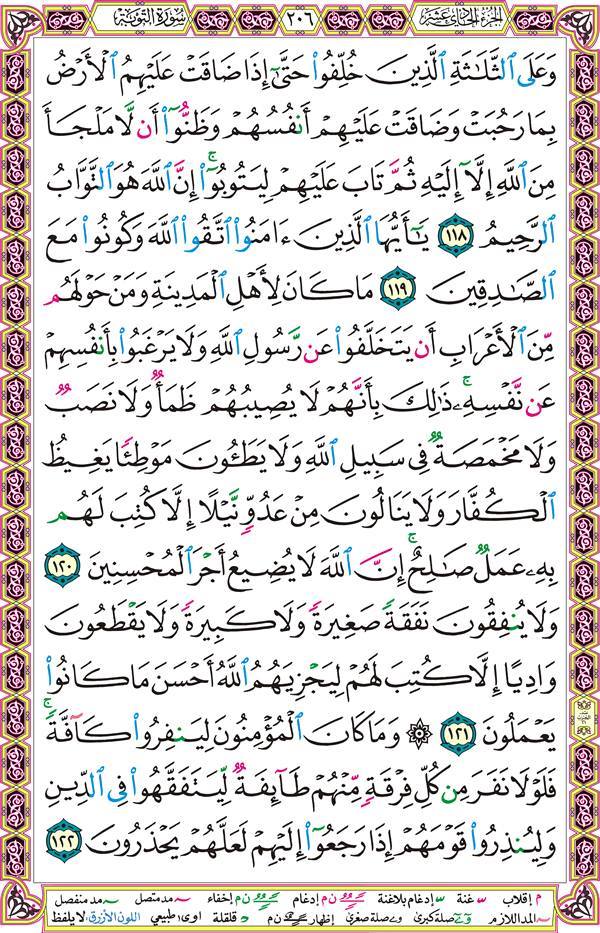 الجزء الحادي عشر ٢٠٦ سورة التوبة
وَعَلَى ٱلثَّلَٰثَةِ ٱلَّذِينَ خُلِّفُوا۟ حَتَّىٰٓ إِذَا ضَاقَتْ عَلَيْهِمُ ٱلْأَرْضُ
بِمَا رَحُبَتْ وَضَاقَتْ عَلَيْهِمْ أَنفُسُهُمْ وَظَنُّوٓا۟ أَن لَّا مَلْجَأَ
مِنَ ٱللَّهِ إِلَّآ إِلَيْهِ ثُمَّ تَابَ عَلَيْهِمْ لِيَتُوبُوٓا۟ ۚ إِنَّ ٱللَّهَ هُوَ ٱلتَّوَّابُ
ٱلرَّحِيمُ ١١٨ يَٰٓأَيُّهَا ٱلَّذِينَ ءَامَنُوا۟ ٱتَّقُوا۟ ٱللَّهَ وَكُونُوا۟ مَعَ
ٱلصَّٰدِقِينَ ١١٩ مَا كَانَ لِأَهْلِ ٱلْمَدِينَةِ وَمَنْ حَوْلَهُم
مِّنَ ٱلْأَعْرَابِ أَن يَتَخَلَّفُوا۟ عَن رَّسُولِ ٱللَّهِ وَلَا يَرْغَبُوا۟ بِأَنفُسِهِمْ
عَن نَّفْسِهِۦ ۚ ذَٰلِكَ بِأَنَّهُمْ لَا يُصِيبُهُمْ ظَمَأٌ وَلَا نَصَبٌ
وَلَا مَخْمَصَةٌ فِى سَبِيلِ ٱللَّهِ وَلَا يَطَـُٔونَ مَوْطِئًا يَغِيظُ
ٱلْكُفَّارَ وَلَا يَنَالُونَ مِنْ عَدُوٍّ نَّيْلًا إِلَّا كُتِبَ لَهُم
بِهِۦ عَمَلٌ صَٰلِحٌ ۚ إِنَّ ٱللَّهَ لَا يُضِيعُ أَجْرَ ٱلْمُحْسِنِينَ ١٢٠
وَلَا يُنفِقُونَ نَفَقَةً صَغِيرَةً وَلَا كَبِيرَةً وَلَا يَقْطَعُونَ
وَادِيًا إِلَّا كُتِبَ لَهُمْ لِيَجْزِيَهُمُ ٱللَّهُ أَحْسَنَ مَا كَانُوا۟
يَعْمَلُونَ ١٢١ ۞ وَمَا كَانَ ٱلْمُؤْمِنُونَ لِيَنفِرُوا۟ كَآفَّةً ۚ
فَلَوْلَا نَفَرَ مِن كُلِّ فِرْقَةٍ مِّنْهُمْ طَآئِفَةٌ لِّيَتَفَقَّهُوا۟ فِى ٱلدِّينِ
وَلِيُنذِرُوا۟ قَوْمَهُمْ إِذَا رَجَعُوٓا۟ إِلَيْهِمْ لَعَلَّهُمْ يَحْذَرُونَ ١٢٢
م إقلاب غنة إدغام بلاغنة ن م إدغام ن م إخفاء مد متصل مد منفصل
المد اللازم صلة كبرى صلة صغرى إظهار ن م قلقلة اوى طبيعي اللون الأزرق لا يلفظ